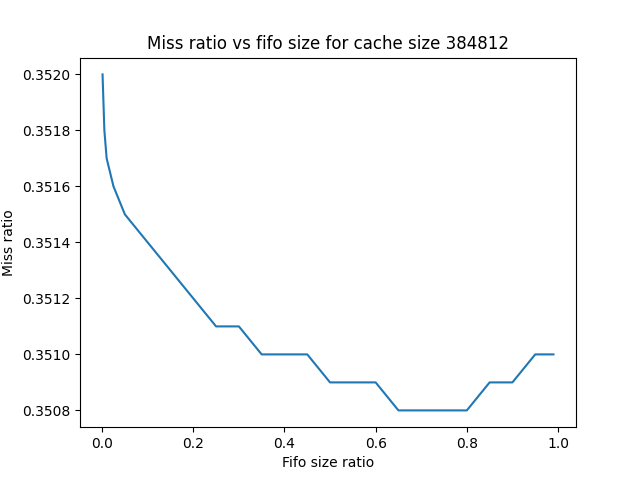 Miss ratio vs fifo size for cache size 384812
0.3520
0.3518
0.3516
0.3514
0.3512
0.3510
0.3508
Miss ratio
0.0 0.2 0.4 0.6 0.8 1.0
Fifo size ratio